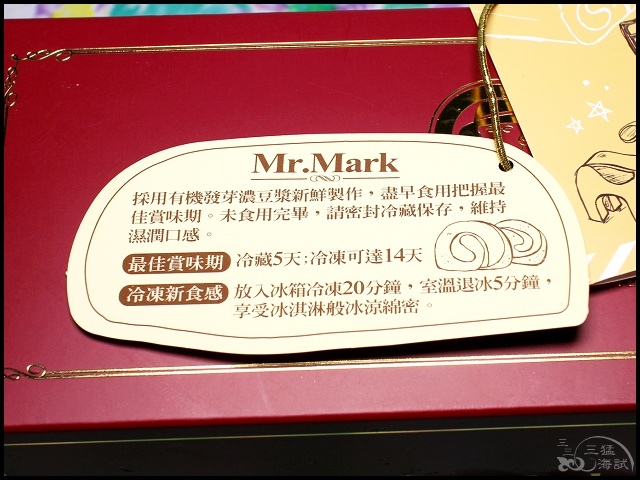 Mr.Mark
採用有機發芽濃豆漿新鮮製作，盡早食用把握最
佳賞味期。未食用完畢，請密封冷藏保存，維持
濕潤口感。
最佳賞味期 冷藏5天：冷凍可達14天
冷凍新食感 放入冰箱冷凍20分鐘，室溫退冰5分鐘，
享受冰淇淋般冰涼綿密。
三猛
海試